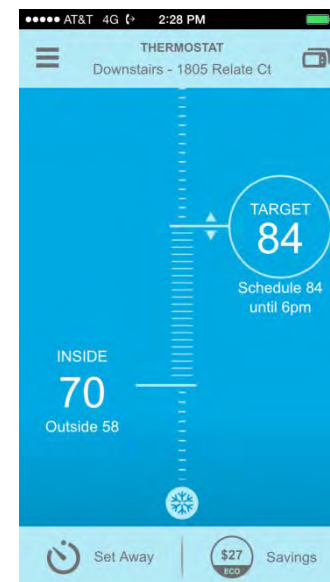 AT&T 4G 2:28 PM
THERMOSTAT
Downstairs - 1805 Relate Ct
TARGET
84
Schedule 84
until 6pm
INSIDE
70
Outside 58
Set Away
$27
ECO
Savings